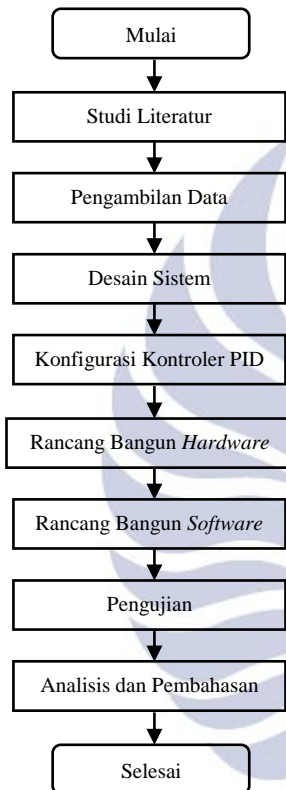 Mulai
Studi Literatur
Pengambilan Data
Desain Sistem
Konfigurasi Kontroler PID
Rancang Bangun Hardware
Rancang Bangun Software
Pengujian
Analisis dan Pembahasan
Selesai